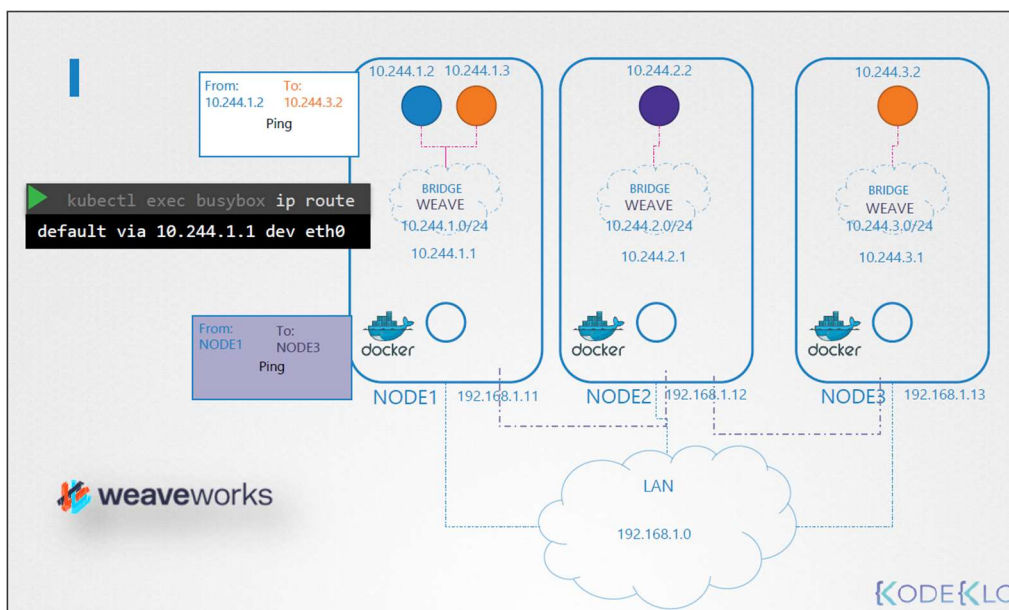 From: To:
10.244.1.2 10.244.3.2
Ping
kubectl exec busybox ip route
default via 10.244.1.1 dev eth0
From: To:
NODE1 NODE3
Ping
10.244.1.2 10.244.1.3
BRIDGE
WEAVE
10.244.1.0/24
10.244.1.1
docker
NODE1 192.168.1.11
10.244.2.2
BRIDGE
WEAVE
10.244.2.0/24
10.244.2.1
docker
NODE2 192.168.1.12
10.244.3.2
BRIDGE
WEAVE
10.244.3.0/24
10.244.3.1
docker
NODE3 192.168.1.13
LAN
192.168.1.0
weaveworks
KODEKLO